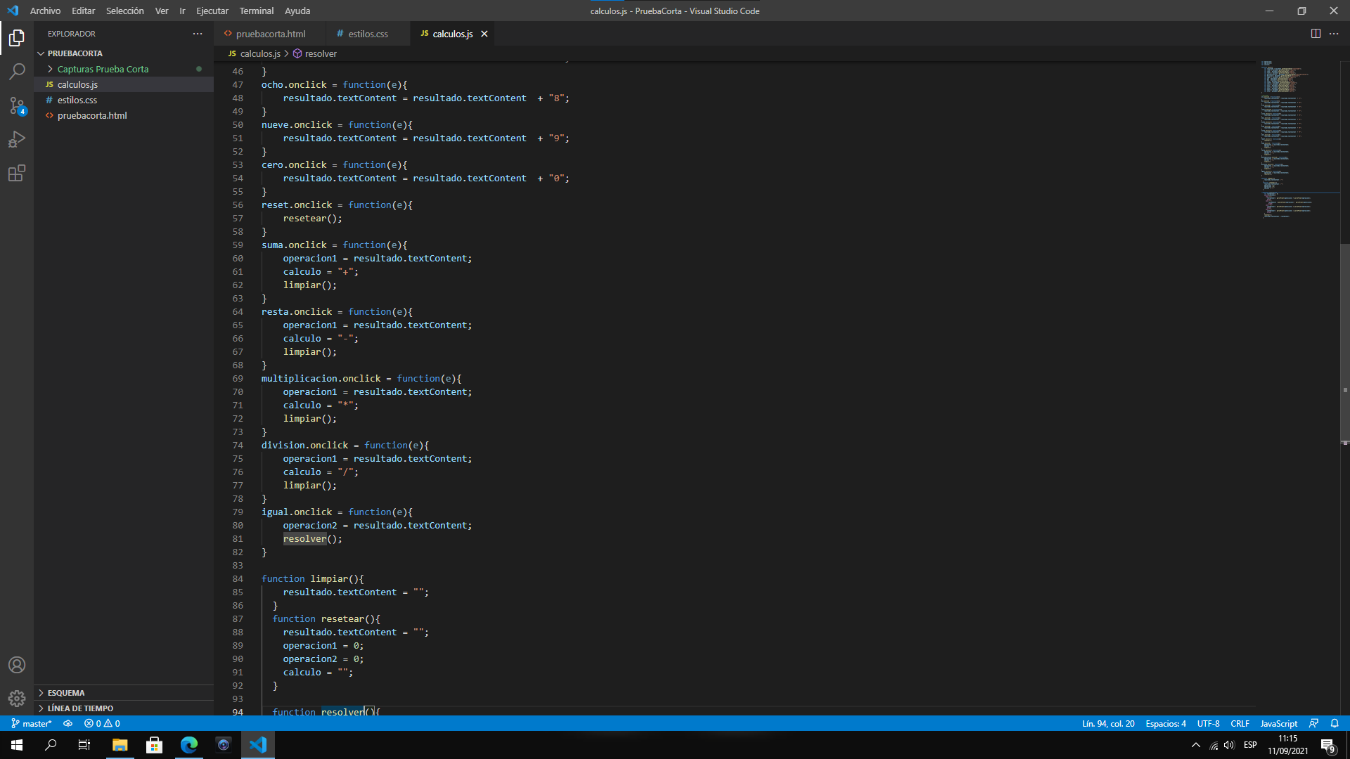 Archivo Editar Selección Ver Ir Ejecutar Terminal Ayuda
calculos.js - PruebaCorta - Visual Studio Code
EXPLORADOR
PRUEBACORTA
Capturas Prueba Corta
JS calculos.js
# estilos.css
<> pruebacorta.html
<> pruebacorta.html
# estilos.css
JS calculos.js
JS calculos.js > resolver
46 }
47 ocho.onclick = function(e){
48 resultado.textContent = resultado.textContent  + "8";
49 }
50 nueve.onclick = function(e){
51 resultado.textContent = resultado.textContent  + "9";
52 }
53 cero.onclick = function(e){
54 resultado.textContent = resultado.textContent  + "0";
55 }
56 reset.onclick = function(e){
57 resetear();
58 }
59 suma.onclick = function(e){
60 operacion1 = resultado.textContent;
61 calculo = "+";
62 limpiar();
63 }
64 resta.onclick = function(e){
65 operacion1 = resultado.textContent;
66 calculo = "-";
67 limpiar();
68 }
69 multiplicacion.onclick = function(e){
70 operacion1 = resultado.textContent;
71 calculo = "*";
72 limpiar();
73 }
74 division.onclick = function(e){
75 operacion1 = resultado.textContent;
76 calculo = "/";
77 limpiar();
78 }
79 igual.onclick = function(e){
80 operacion2 = resultado.textContent;
81 resolver();
82 }
83
84 function limpiar(){
85 resultado.textContent = "";
86 }
87 function resetear(){
88 resultado.textContent = "";
89 operacion1 = 0;
90 operacion2 = 0;
91 calculo = "";
92 }
93
94 function resolver(){
4
ESQUEMA
LÍNEA DE TIEMPO
master* 0 0
Lín. 94, col. 20 Espacios: 4 UTF-8 CRLF JavaScript
ESP
11:15
11/09/2021
9